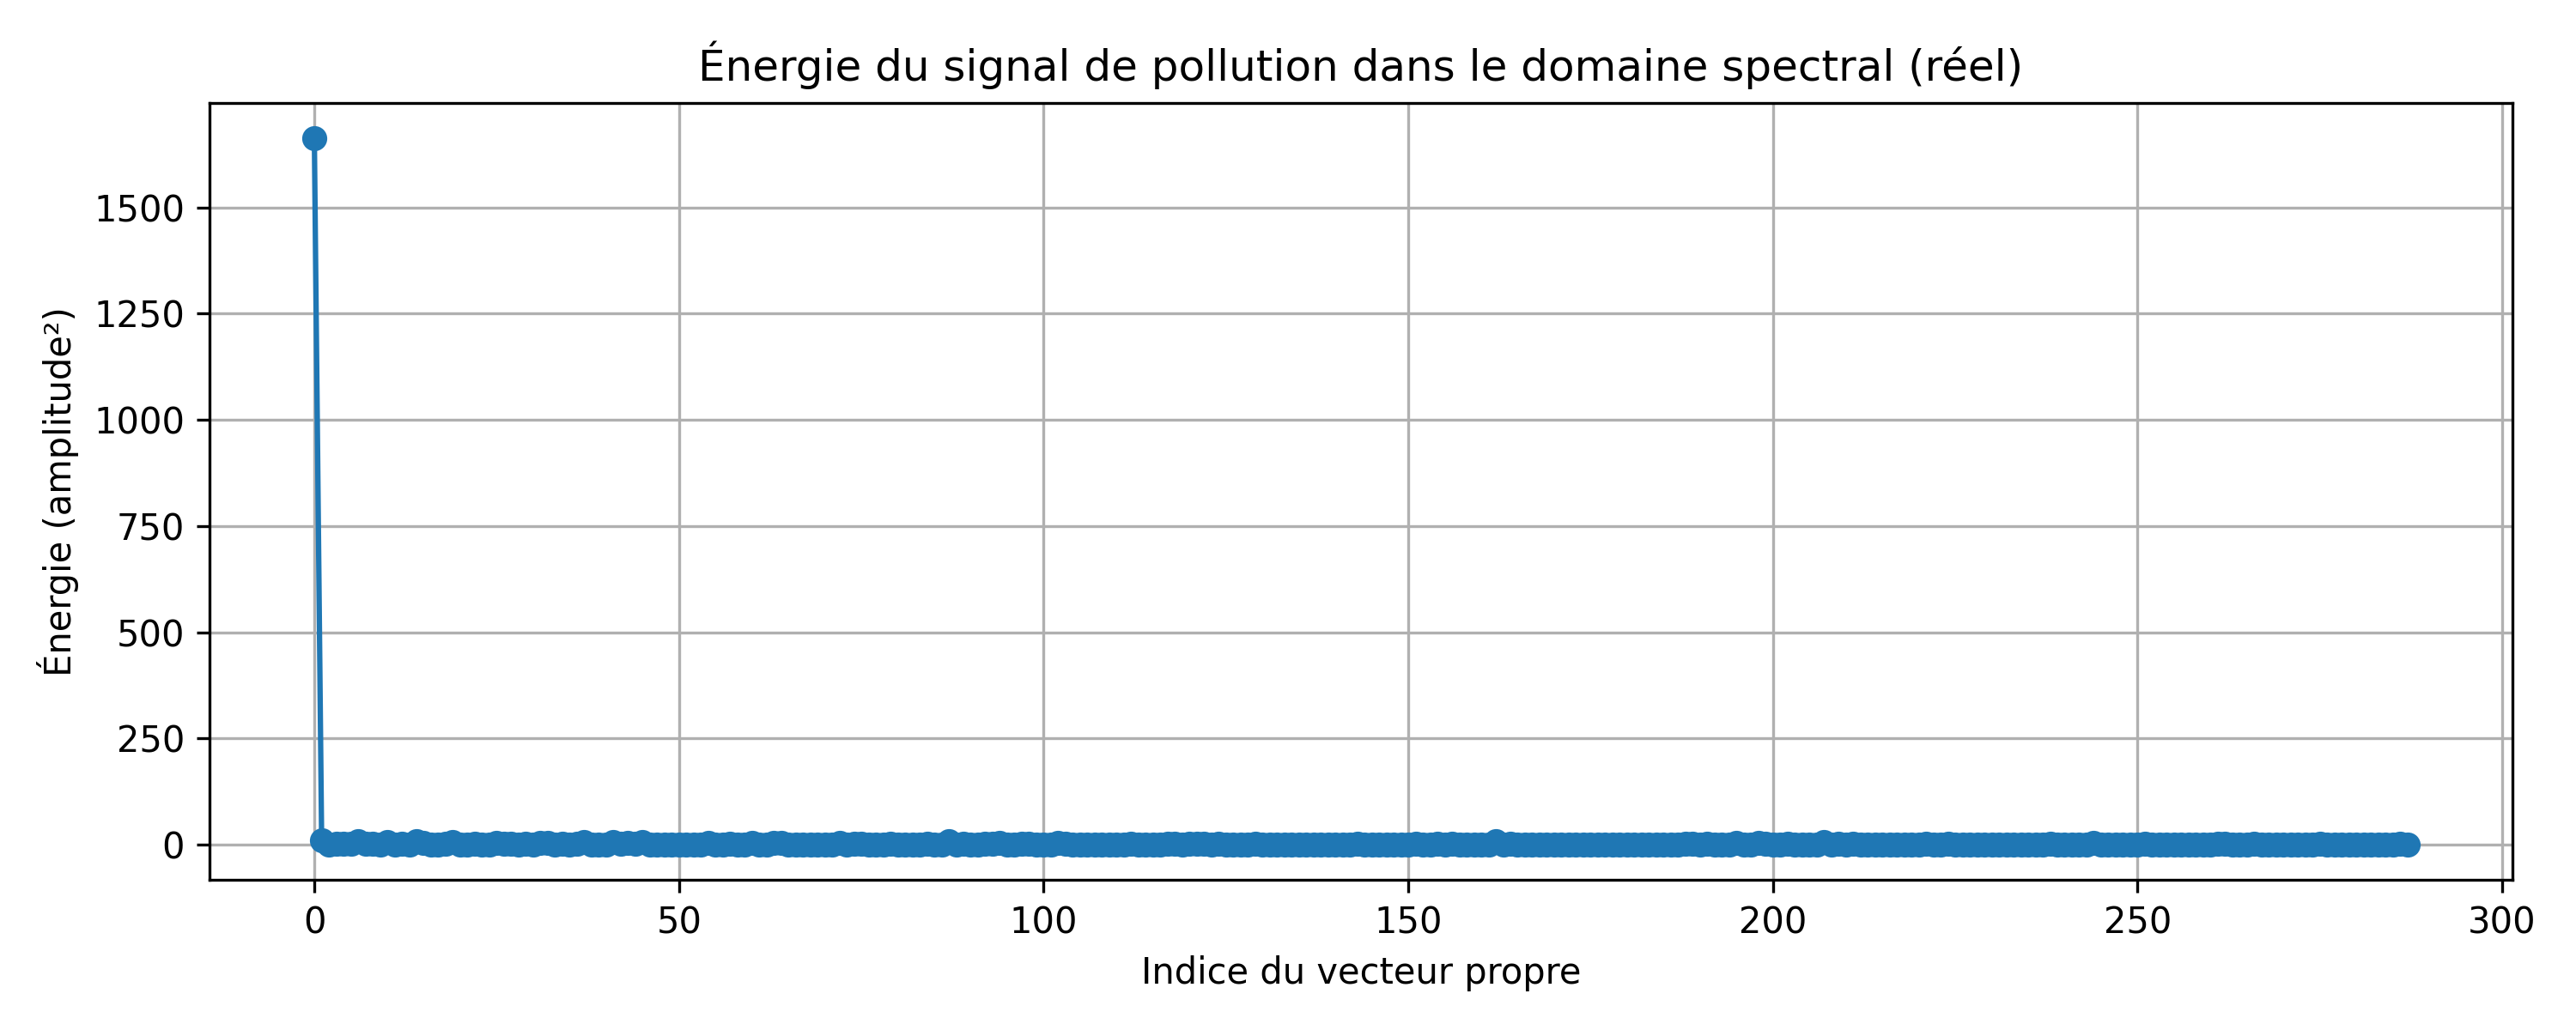 Énergie du signal de pollution dans le domaine spectral (réel)
Énergie (amplitude²)
1500
1250
1000
750
500
250
0
0 50 100 150 200 250 300
Indice du vecteur propre